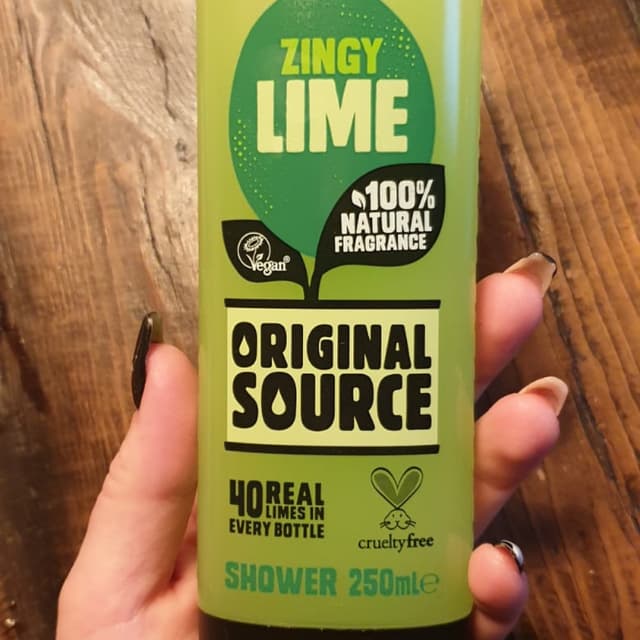 ZINGY
LIME
100%
NATURAL
FRAGRANCE
Vegan®
ORIGINAL
SOURCE
40 REAL
LIMES IN
EVERY BOTTLE
crueltyfree
SHOWER 250ml℮